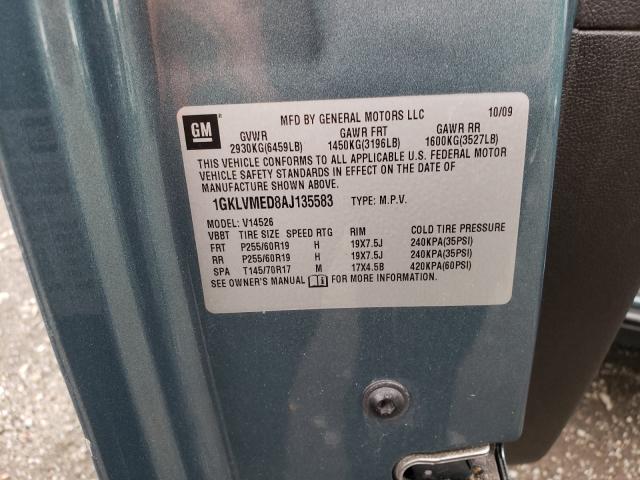 GM
MFD BY GENERAL MOTORS LLC 10/09
GVWR GAWR FRT GAWR RR
2930KG(6459LB) 1450KG(3196LB) 1600KG(3527LB)
THIS VEHICLE CONFORMS TO ALL APPLICABLE U.S. FEDERAL MOTOR
VEHICLE SAFETY STANDARDS IN EFFECT ON THE DATE OF
MANUFACTURE SHOWN ABOVE.
1GKLVMED8AJ135583 TYPE: M.P.V.
MODEL: V14526
VBBT TIRE SIZE SPEED RTG RIM COLD TIRE PRESSURE
FRT P255/60R19 H 19X7.5J 240KPA(35PSI)
RR P255/60R19 H 19X7.5J 240KPA(35PSI)
SPA T145/70R17 M 17X4.5B 420KPA(60PSI)
SEE OWNER'S MANUAL FOR MORE INFORMATION.